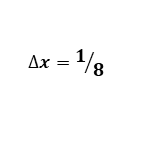 Δx = 1/8